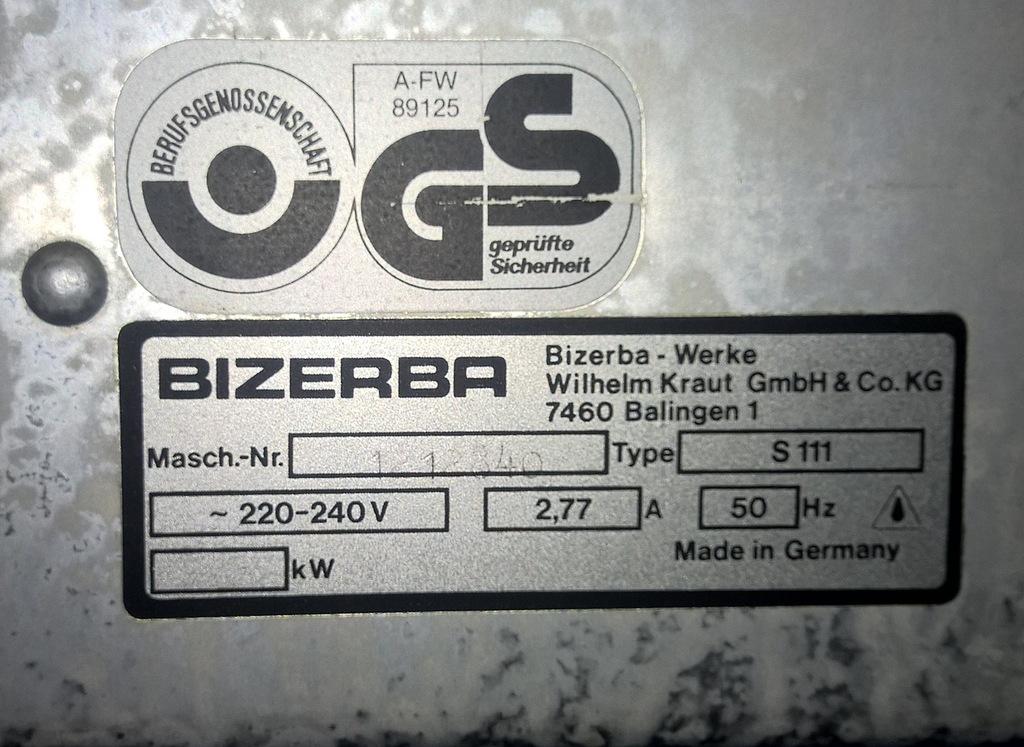 BERUFSGENOSSENSCHAFT
A-FW
89125
GS
geprüfte
Sicherheit
BIZERBA
Bizerba - Werke
Wilhelm Kraut GmbH & Co. KG
7460 Balingen 1
Masch.-Nr. Type S 111
~ 220-240 V 2,77 A 50 Hz
Made in Germany
kW